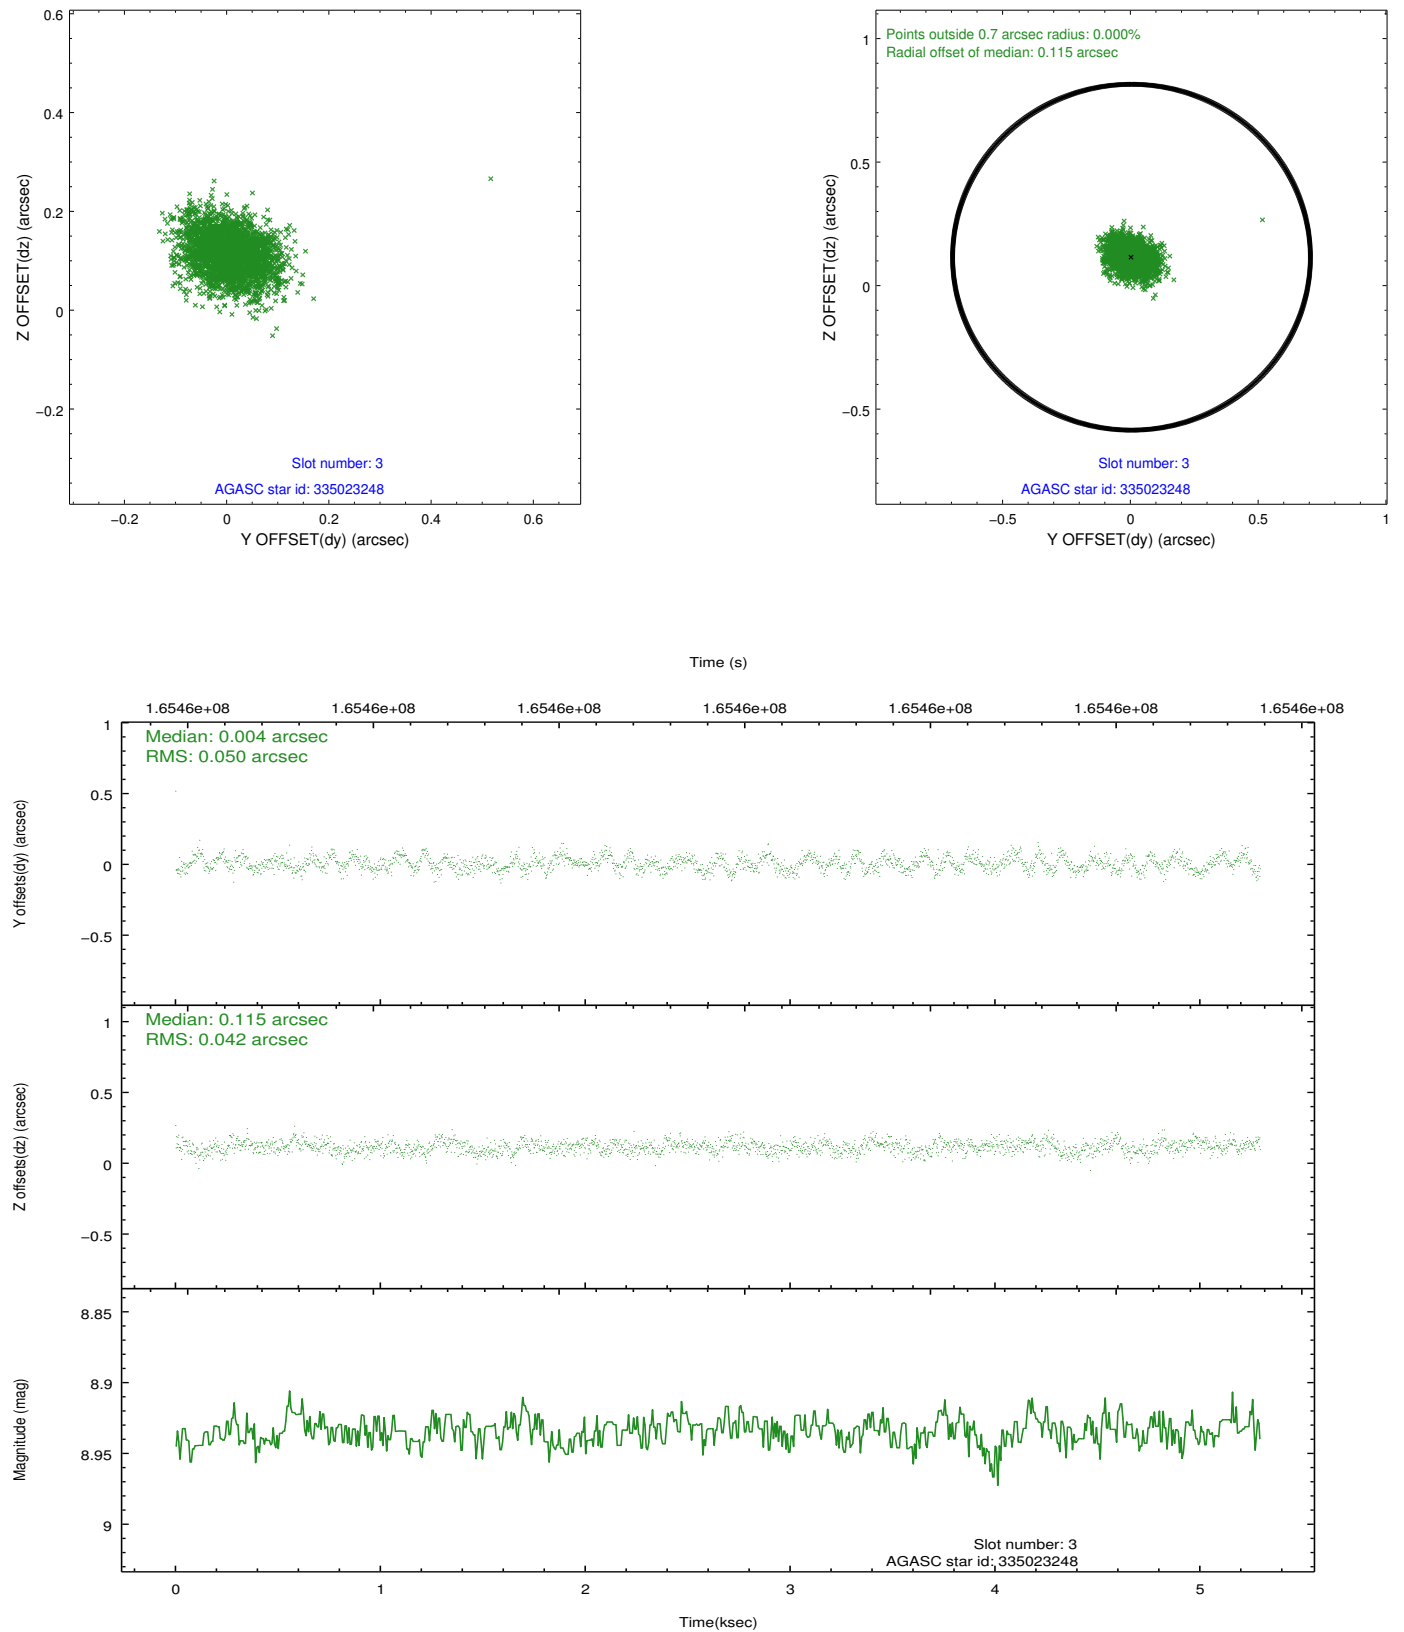 0.6
0.4
0.2
0
−0.2
Z OFFSET(dz) (arcsec)
−0.2 0 0.2 0.4 0.6
Y OFFSET(dy) (arcsec)
Slot number: 3
AGASC star id: 335023248
Points outside 0.7 arcsec radius: 0.000%
Radial offset of median: 0.115 arcsec
1
0.5
0
−0.5
Z OFFSET(dz) (arcsec)
Slot number: 3
AGASC star id: 335023248
−0.5 0 0.5 1
Y OFFSET(dy) (arcsec)
Time (s)
1.6546e+08 1.6546e+08 1.6546e+08 1.6546e+08 1.6546e+08 1.6546e+08 1.6546e+08
Median: 0.004 arcsec
RMS: 0.050 arcsec
1
0.5
0
−0.5
Y offsets(dy) (arcsec)
Median: 0.115 arcsec
RMS: 0.042 arcsec
1
0.5
0
−0.5
Z offsets(dz) (arcsec)
8.85
8.9
8.95
9
Magnitude (mag)
Slot number: 3
AGASC star id: 335023248
0 1 2 3 4 5
Time(ksec)